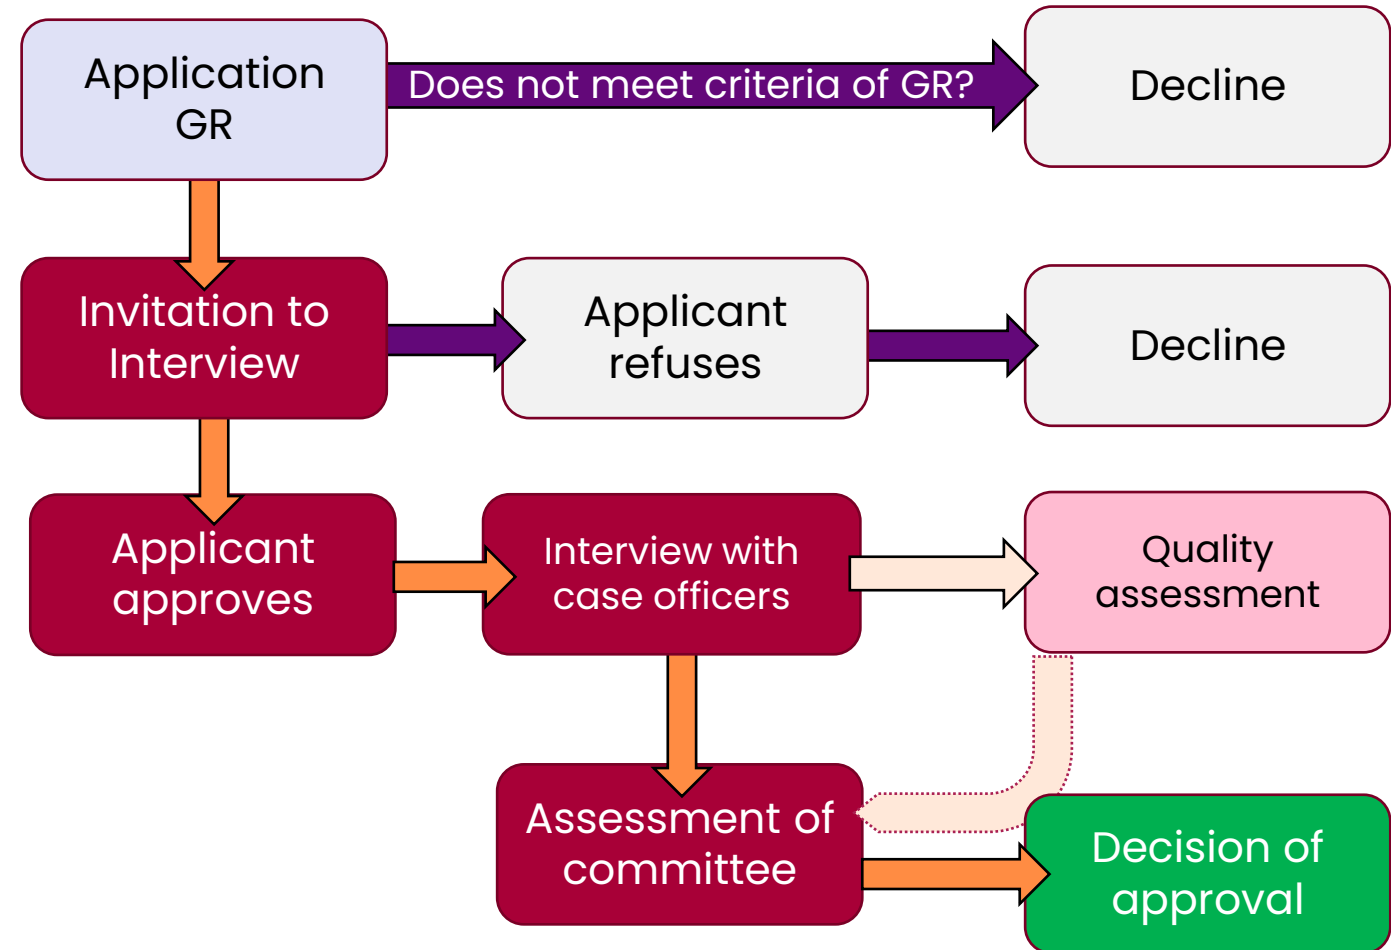 Application
GR
Does not meet criteria of GR?
Decline
Invitation to
Interview
Applicant
refuses
Decline
Applicant
approves
Interview with
case officers
Quality
assessment
Assessment of
committee
Decision of
approval